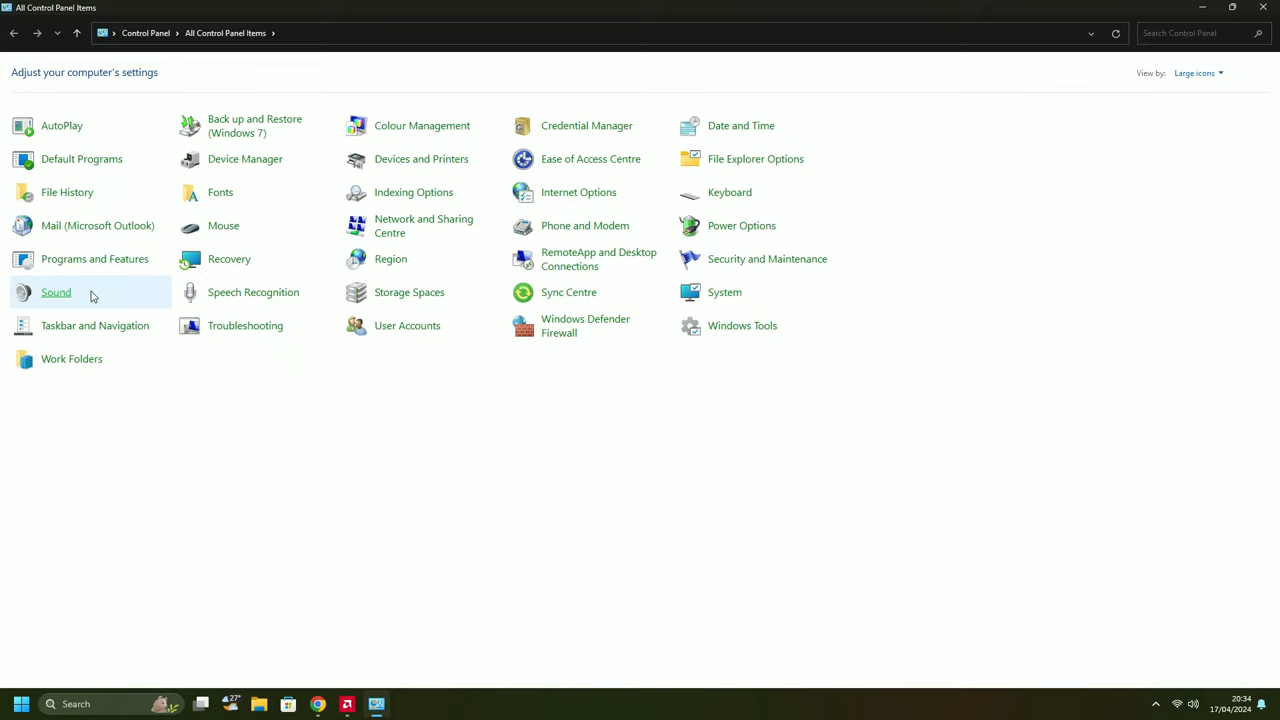 All Control Panel Items
Control Panel > All Control Panel Items >
Search Control Panel
Adjust your computer's settings
View by: Large icons
AutoPlay
Back up and Restore
(Windows 7)
Colour Management
Credential Manager
Date and Time
Default Programs
Device Manager
Devices and Printers
Ease of Access Centre
File Explorer Options
File History
Fonts
Indexing Options
Internet Options
Keyboard
Mail (Microsoft Outlook)
Mouse
Network and Sharing
Centre
Phone and Modem
Power Options
Programs and Features
Recovery
Region
RemoteApp and Desktop
Connections
Security and Maintenance
Sound
Speech Recognition
Storage Spaces
Sync Centre
System
Taskbar and Navigation
Troubleshooting
User Accounts
Windows Defender
Firewall
Windows Tools
Work Folders
Search
27°
20:34
17/04/2024